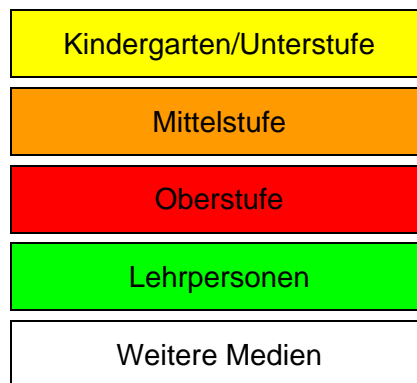 Kindergarten/Unterstufe
Mittelstufe
Oberstufe
Lehrpersonen
Weitere Medien